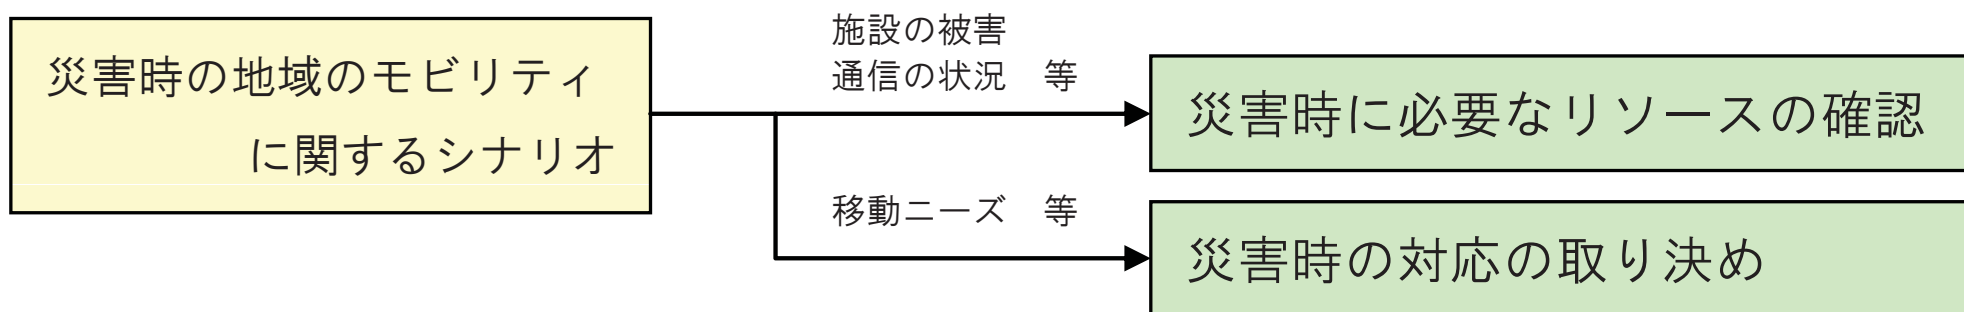 災害時の地域のモビリティ
に関するシナリオ
施設の被害
通信の状況　等
災害時に必要なリソースの確認
移動ニーズ　等
災害時の対応の取り決め